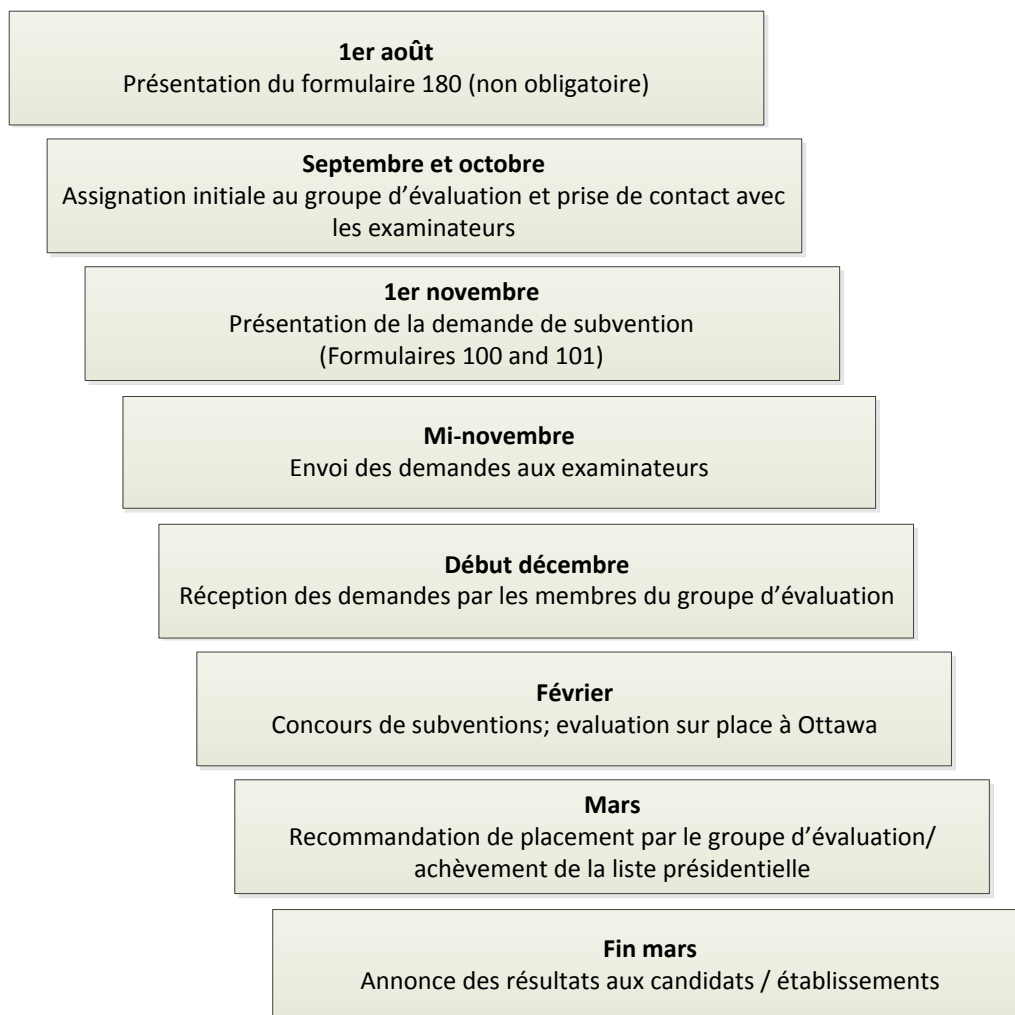 1er août
Présentation du formulaire 180 (non obligatoire)
Septembre et octobre
Assignation initiale au groupe d’évaluation et prise de contact avec
les examinateurs
1er novembre
Présentation de la demande de subvention
(Formulaires 100 and 101)
Mi-novembre
Envoi des demandes aux examinateurs
Début décembre
Réception des demandes par les membres du groupe d’évaluation
Février
Concours de subventions; evaluation sur place à Ottawa
Mars
Recommandation de placement par le groupe d’évaluation/
achèvement de la liste présidentielle
Fin mars
Annonce des résultats aux candidats / établissements